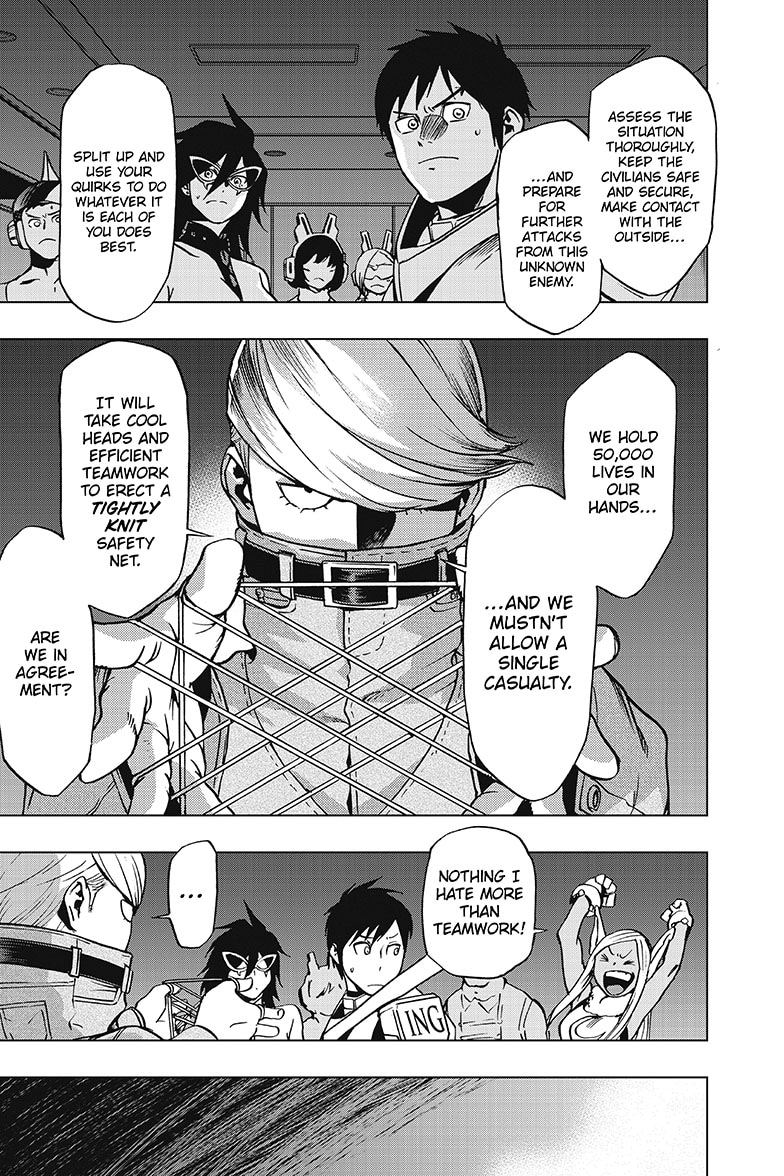 ASSESS THE
SITUATION
THOROUGHLY,
KEEP THE
CIVILIANS SAFE
AND SECURE,
MAKE CONTACT
WITH THE
OUTSIDE...
...AND
PREPARE
FOR
FURTHER
ATTACKS
FROM THIS
UNKNOWN
ENEMY.
SPLIT UP AND
USE YOUR
QUIRKS TO DO
WHATEVER IT
IS EACH OF
YOU DOES
BEST.
WE HOLD
50,000
LIVES IN
OUR
HANDS...
...AND WE
MUSTN'T
ALLOW A
SINGLE
CASUALTY.
IT WILL
TAKE COOL
HEADS AND
EFFICIENT
TEAMWORK
TO ERECT A
TIGHTLY
KNIT
SAFETY
NET.
ARE
WE IN
AGREE-
MENT?
NOTHING I
HATE MORE
THAN
TEAMWORK!
ING
...